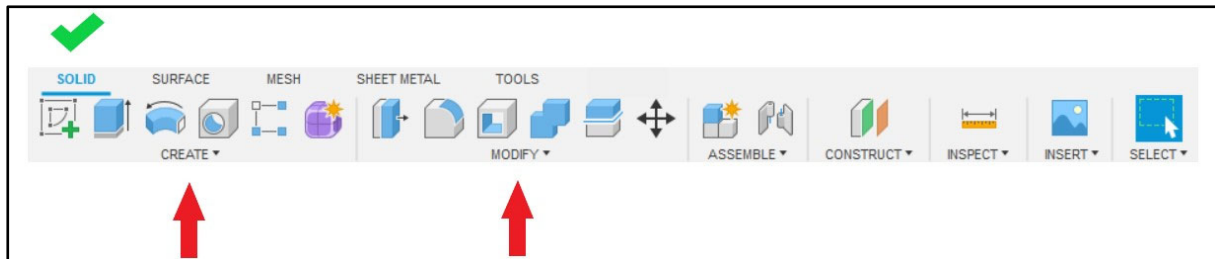 SOLID SURFACE MESH SHEET METAL TOOLS
CREATE ▾ MODIFY ▾ ASSEMBLE ▾ CONSTRUCT ▾ INSPECT ▾ INSERT ▾ SELECT ▾